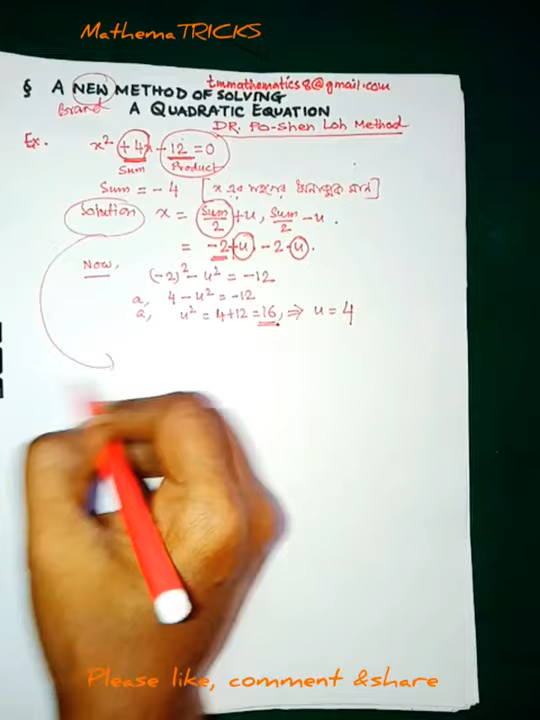 MathemaTRICKS
tmmathematics8@gmail.com
§ A NEW METHOD OF SOLVING
Brand A QUADRATIC EQUATION
DR. Po-Shen Loh Method
Ex. x² + 4x - 12 = 0
Sum Product
Sum = - 4 [x এর সহগের
Solution x = Sum/2 + u, Sum/2 - u.
= -2 + u, -2 - u.
Now,
(-2)² - u² = -12
a, 4 - u² = -12
a, u² = 4+12 = 16, ⇒ u = 4
Please like, comment &share